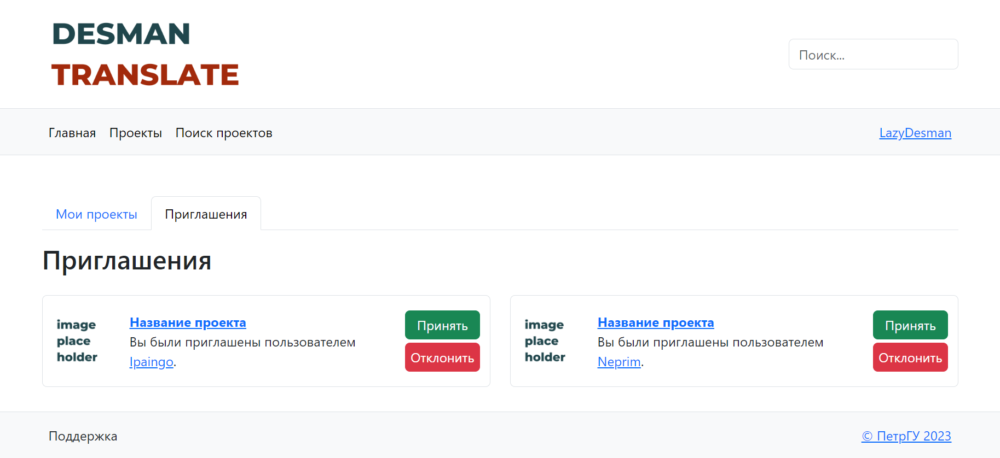 DESMAN
TRANSLATE
Поиск...
Главная Проекты Поиск проектов LazyDesman
Мои проекты Приглашения
Приглашения
image
place
holder
Название проекта
Вы были приглашены пользователем
Ipaingo.
Принять
Отклонить
image
place
holder
Название проекта
Вы были приглашены пользователем
Neprim.
Принять
Отклонить
Поддержка © ПетрГУ 2023